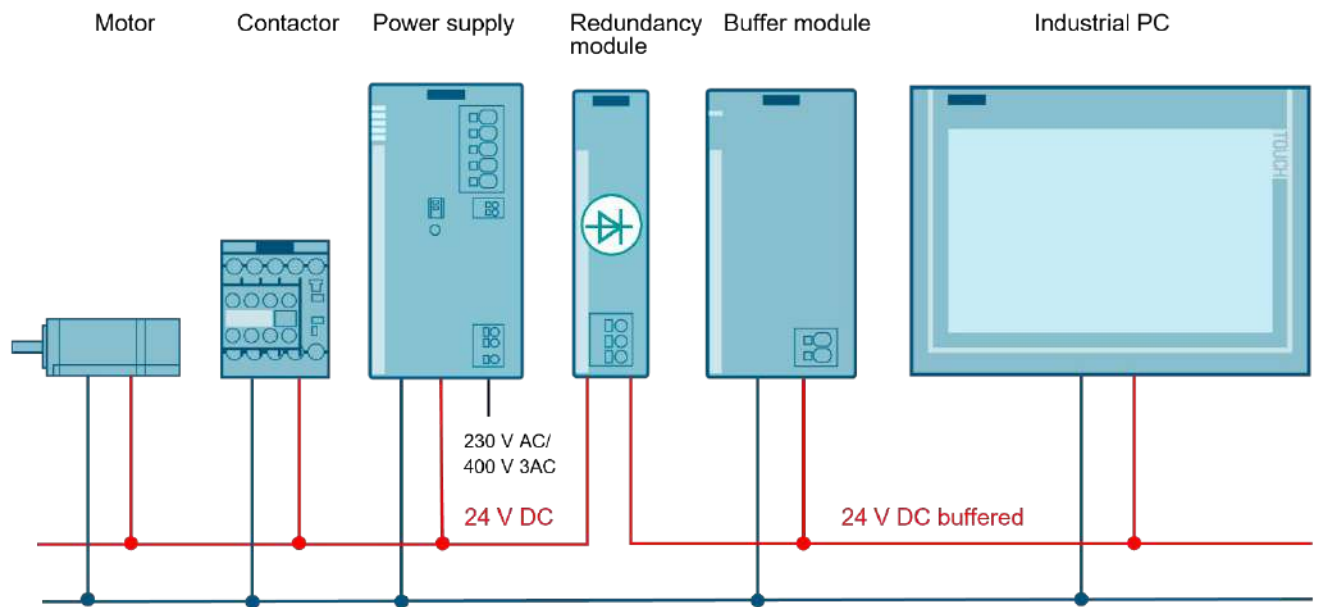 Motor
Contactor
Power supply
Redundancy
module
Buffer module
Industrial PC
TOUCH
230 V AC/
400 V 3AC
24 V DC
24 V DC buffered